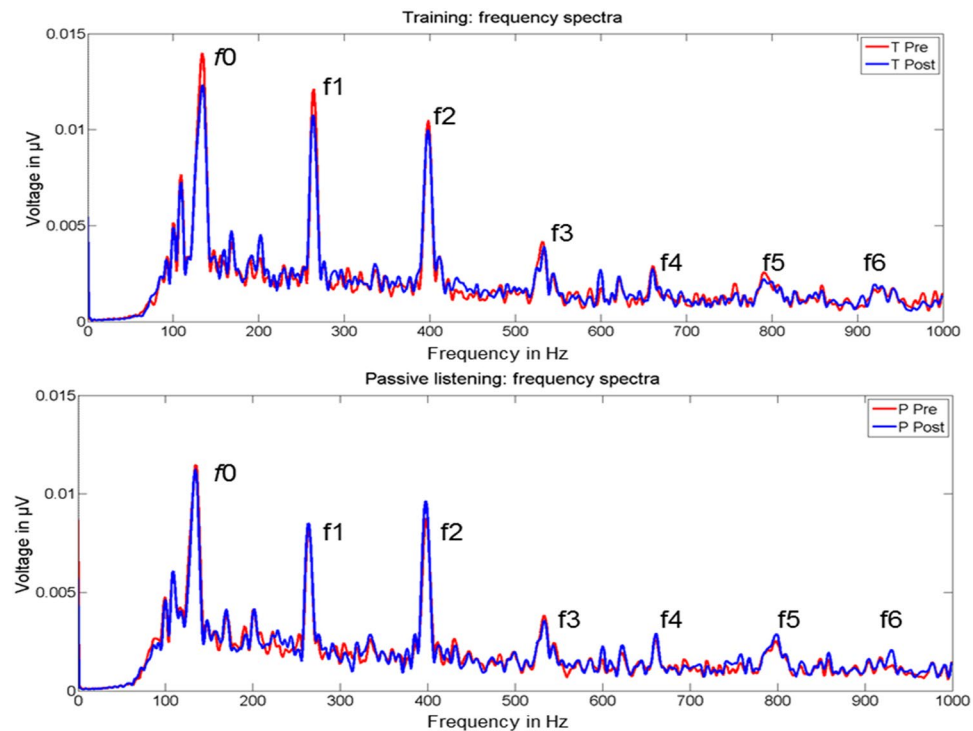 Training: frequency spectra
0.015
0.01
0.005
0
Voltage in µV
f0
f1
f2
f3
f4
f5
f6
T Pre
T Post
0 100 200 300 400 500 600 700 800 900 1000
Frequency in Hz
Passive listening: frequency spectra
0.015
0.01
0.005
0
Voltage in µV
f0
f1
f2
f3
f4
f5
f6
P Pre
P Post
0 100 200 300 400 500 600 700 800 900 1000
Frequency in Hz